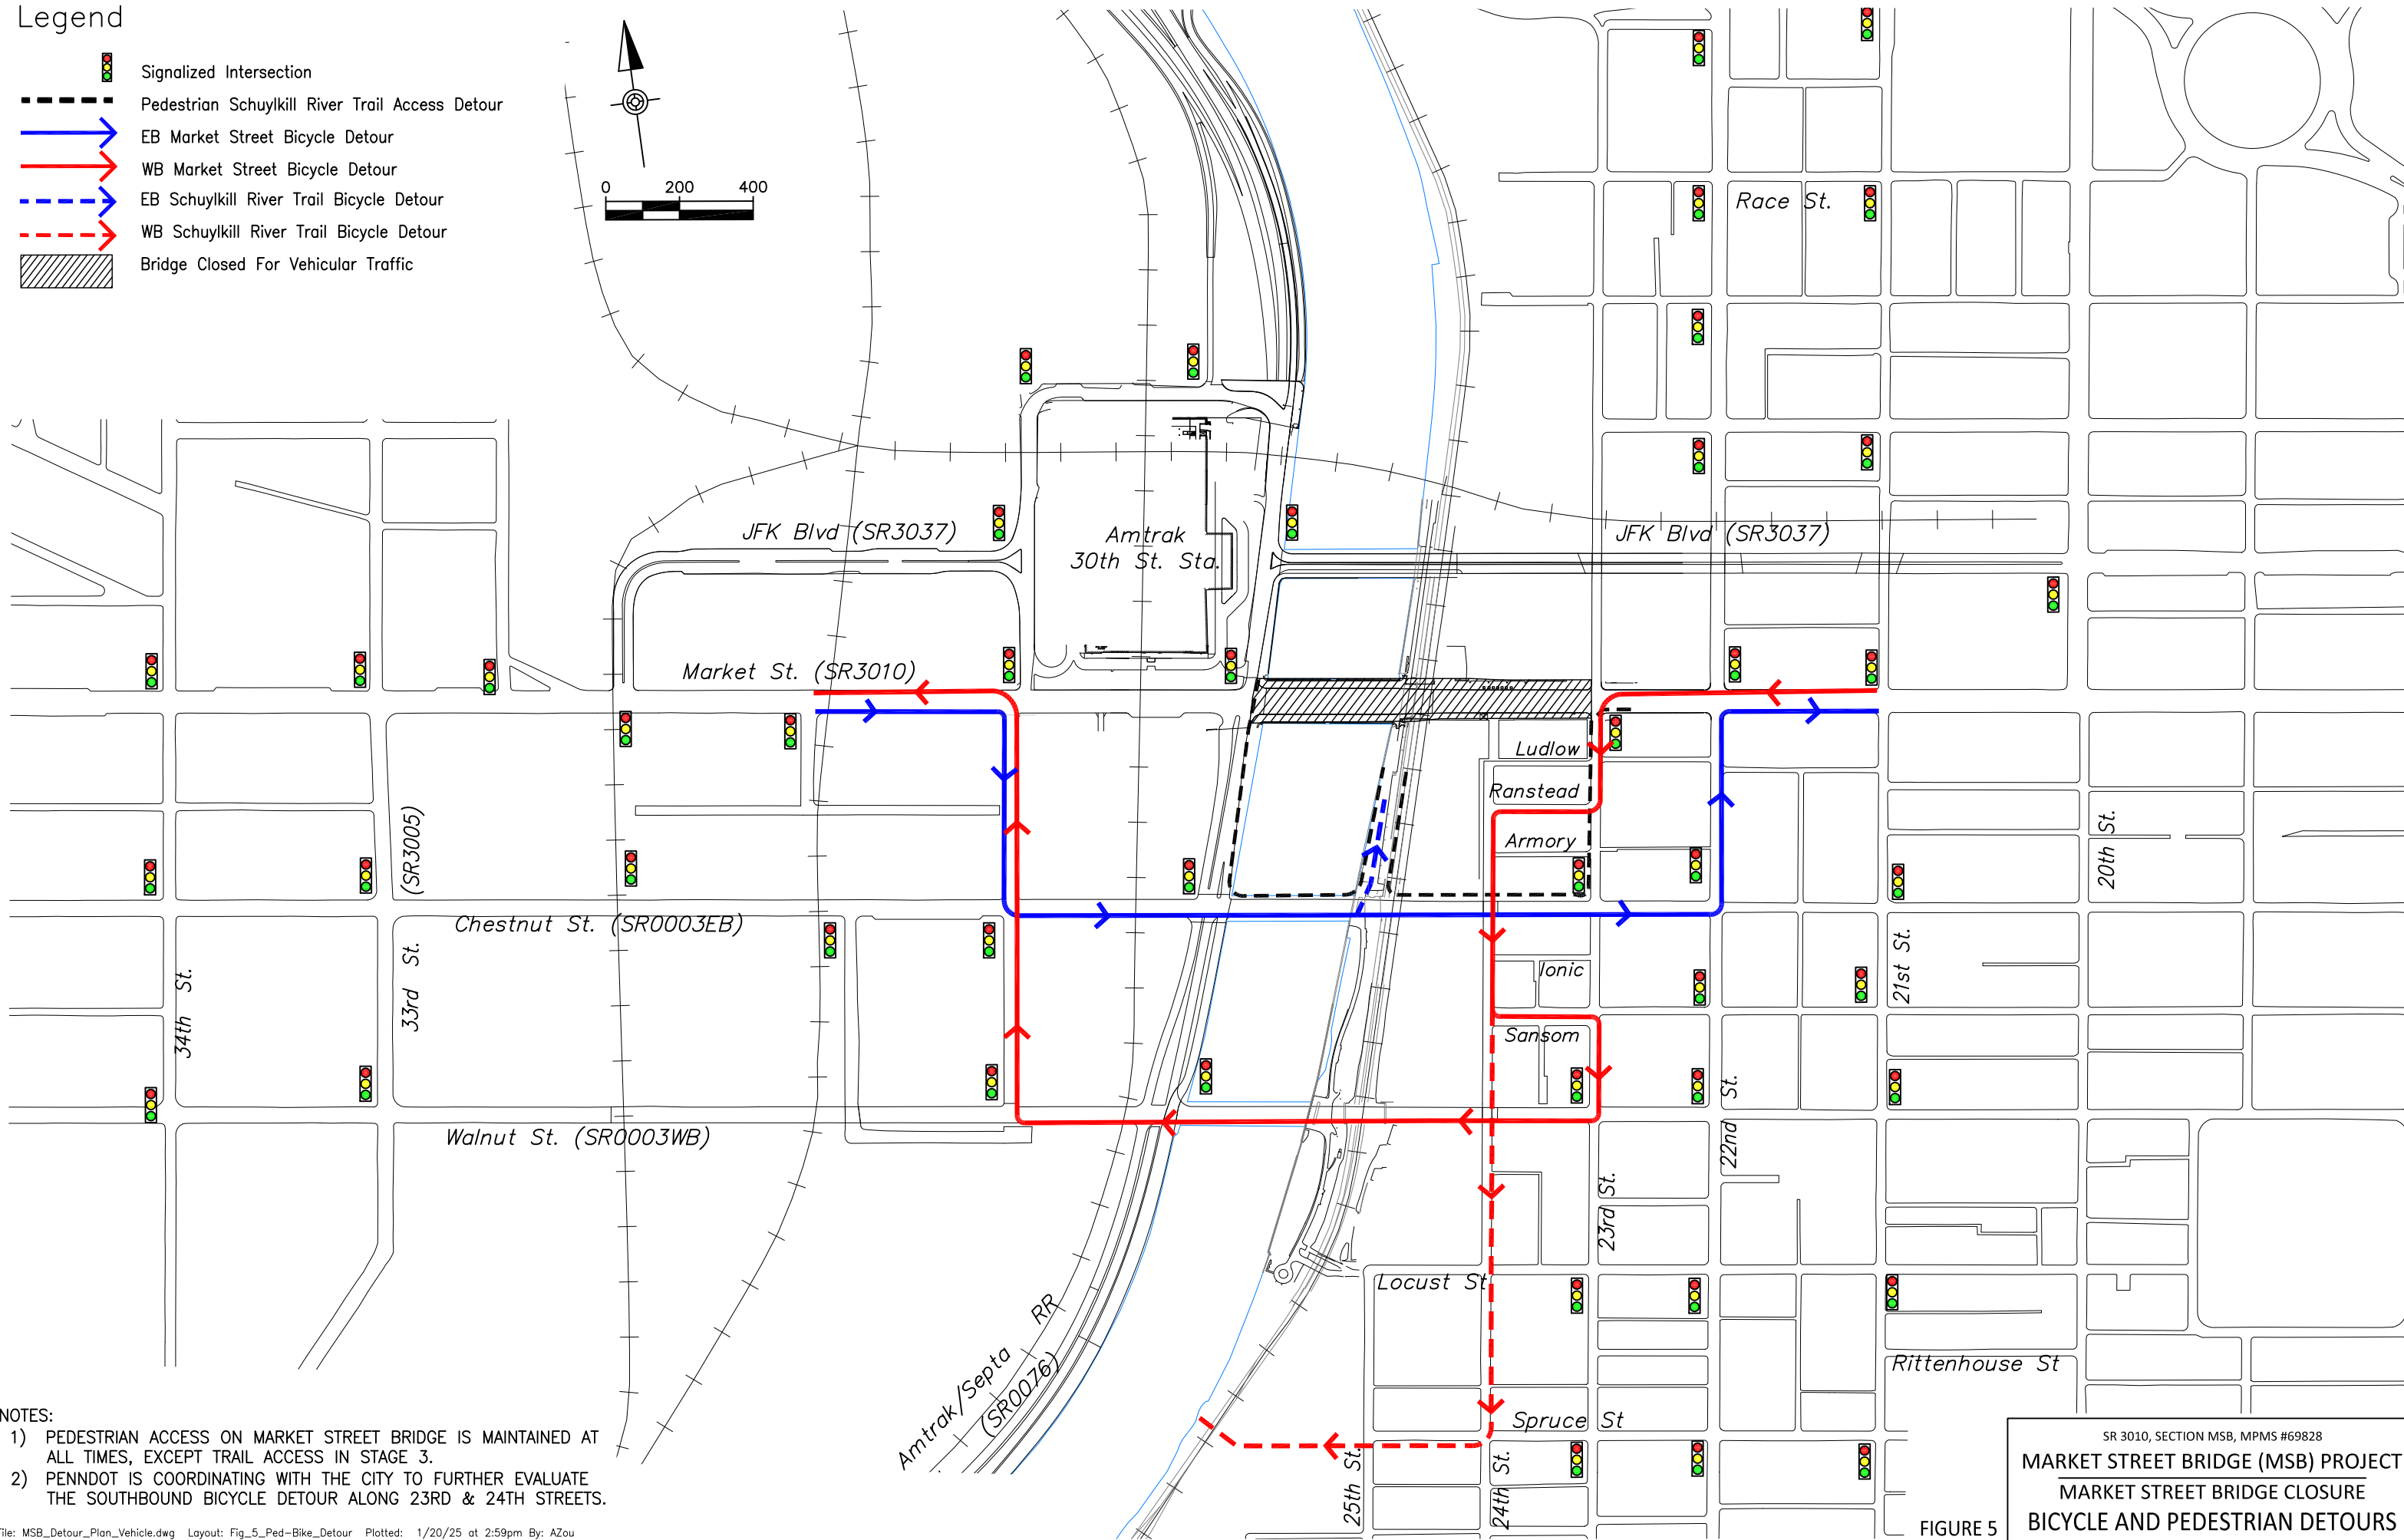 Legend
Signalized Intersection
Pedestrian Schuylkill River Trail Access Detour
EB Market Street Bicycle Detour
WB Market Street Bicycle Detour
EB Schuylkill River Trail Bicycle Detour
WB Schuylkill River Trail Bicycle Detour
Bridge Closed For Vehicular Traffic
0 200 400
Race St.
JFK Blvd (SR3037)
Amtrak
30th St. Sta.
JFK Blvd (SR3037)
Market St. (SR3010)
Ludlow
Ranstead
Armory
(SR3005)
20th St.
Chestnut St. (SR0003EB)
33rd St.
34th St.
Ionic
21st St.
Sansom
22nd St.
Walnut St. (SR0003WB)
23rd St.
Locust St
Amtrak/Septa RR
(SR0076)
Rittenhouse St
Spruce St
25th St.
24th St.
NOTES:
1) PEDESTRIAN ACCESS ON MARKET STREET BRIDGE IS MAINTAINED AT
ALL TIMES, EXCEPT TRAIL ACCESS IN STAGE 3.
2) PENNDOT IS COORDINATING WITH THE CITY TO FURTHER EVALUATE
THE SOUTHBOUND BICYCLE DETOUR ALONG 23RD & 24TH STREETS.
File: MSB_Detour_Plan_Vehicle.dwg Layout: Fig_5_Ped-Bike_Detour Plotted: 1/20/25 at 2:59pm By: AZou
FIGURE 5
SR 3010, SECTION MSB, MPMS #69828
MARKET STREET BRIDGE (MSB) PROJECT
MARKET STREET BRIDGE CLOSURE
BICYCLE AND PEDESTRIAN DETOURS